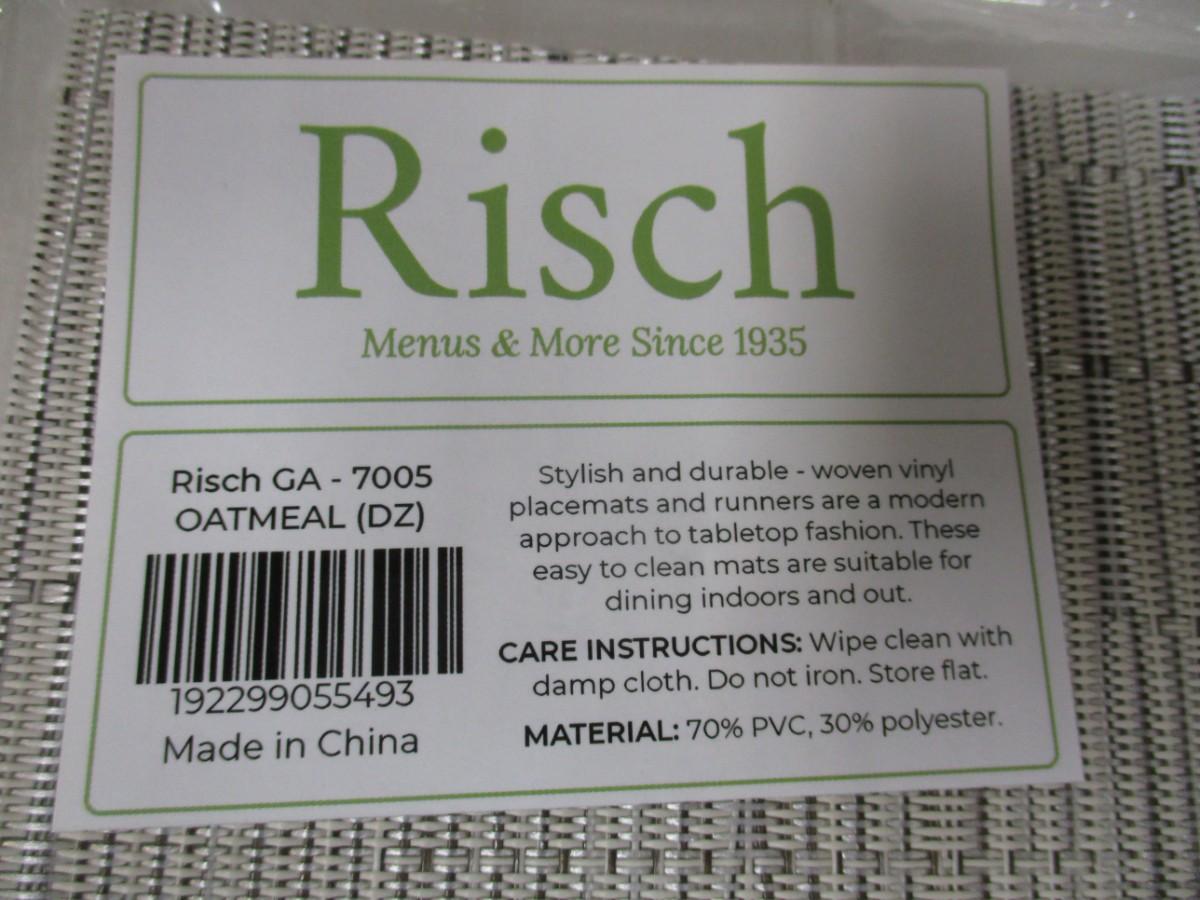 Risch
Menus & More Since 1935
Risch GA - 7005
OATMEAL (DZ)
192299055493
Made in China
Stylish and durable - woven vinyl
placemats and runners are a modern
approach to tabletop fashion. These
easy to clean mats are suitable for
dining indoors and out.
CARE INSTRUCTIONS: Wipe clean with
damp cloth. Do not iron. Store flat.
MATERIAL: 70% PVC, 30% polyester.